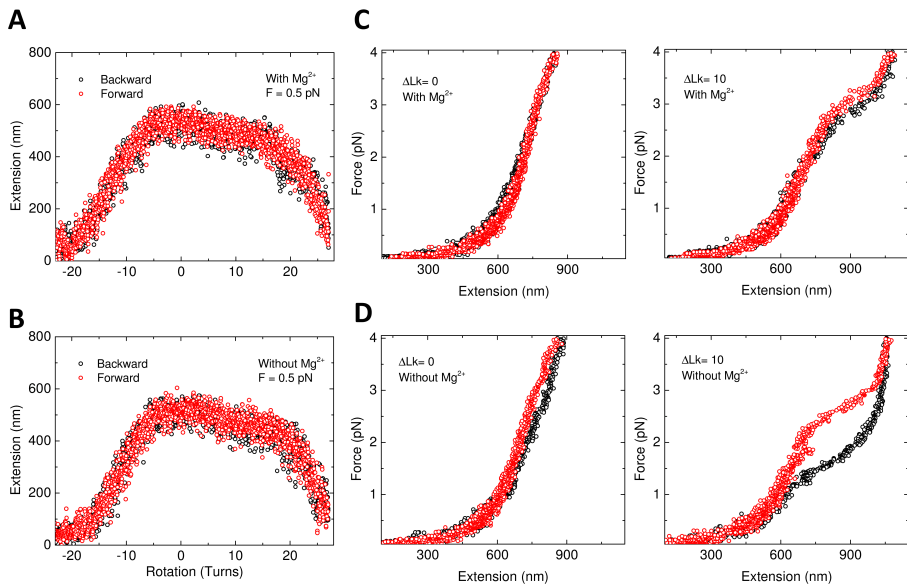 A
800
600
400
200
0
Extension (nm)
Backward
Forward
With Mg²⁺
F = 0.5 pN
-20
-10
0
10
20
B
800
600
400
200
0
Extension (nm)
Backward
Forward
Without Mg²⁺
F = 0.5 pN
-20
-10
0
10
20
Rotation (Turns)
C
4
3
2
1
Force (pN)
ΔLk= 0
With Mg²⁺
300
600
900
Extension (nm)
4
3
2
1
Force (pN)
ΔLk= 10
With Mg²⁺
300
600
900
Extension (nm)
D
4
3
2
1
Force (pN)
ΔLk= 0
Without Mg²⁺
300
600
900
Extension (nm)
4
3
2
1
Force (pN)
ΔLk= 10
Without Mg²⁺
300
600
900
Extension (nm)